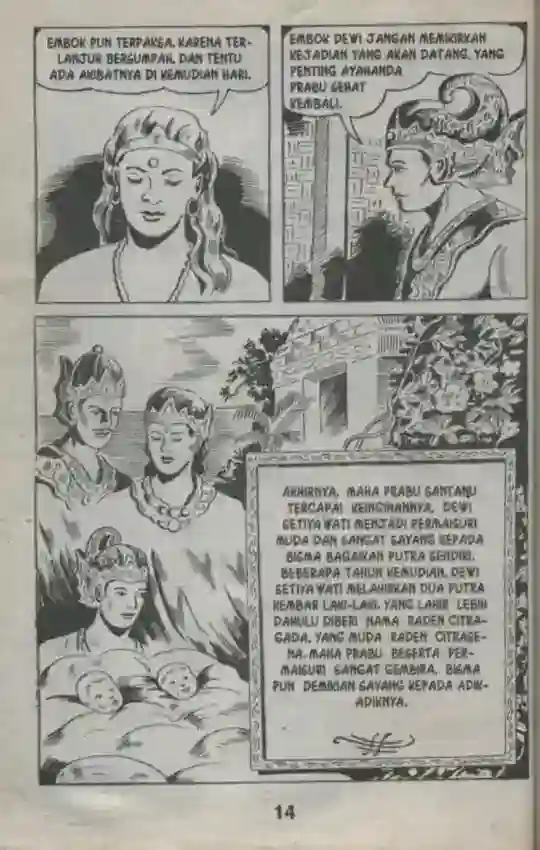 EMBOK PUN TERPAKSA, KARENA TER-
LANJUR BERSUMPAH, DAN TENTU
ADA AKIBATNYA DI KEMUDIAN HARI.
EMBOK DEWI JANGAN MEMIKIRKAN
KEJADIAN YANG AKAN DATANG, YANG
PENTING AYAHANDA
PRABU SEHAT
KEMBALI.
AKHIRNYA, MAHA PRABU SANTANU
TERCAPAI KEINGINANNYA, DEWI
SETIYAWATI MENJADI PERMAISURI
MUDA DAN SANGAT SAYANG KEPADA
BISMA BAGAIKAN PUTRA SENDIRI.
BEBERAPA TAHUN KEMUDIAN, DEWI
SETIYAWATI MELAHIRKAN DUA PUTRA
KEMBAR LAKI-LAKI. YANG LAHIR LEBIH
DAHULU DIBERI NAMA RADEN CITRA-
GADA, YANG MUDA RADEN CITRASE-
NA. MAHA PRABU BESERTA PER-
MAISURI SANGAT GEMBIRA, BISMA
PUN DEMIKIAN SAYANG KEPADA ADIK-
ADIKNYA.
14